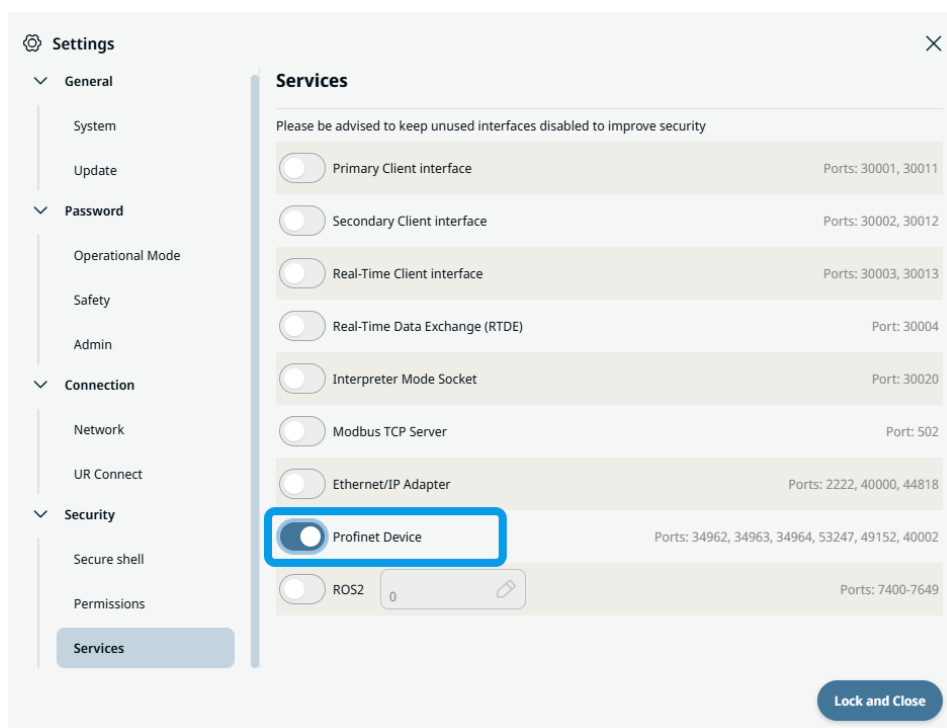 Settings
General
System
Update
Password
Operational Mode
Safety
Admin
Connection
Network
UR Connect
Security
Secure shell
Permissions
Services
Services
Please be advised to keep unused interfaces disabled to improve security
Primary Client interface Ports: 30001, 30011
Secondary Client interface Ports: 30002, 30012
Real-Time Client interface Ports: 30003, 30013
Real-Time Data Exchange (RTDE) Port: 30004
Interpreter Mode Socket Port: 30020
Modbus TCP Server Port: 502
Ethernet/IP Adapter Ports: 2222, 40000, 44818
Profinet Device Ports: 34962, 34963, 34964, 53247, 49152, 40002
ROS2 0 Ports: 7400-7649
Lock and Close